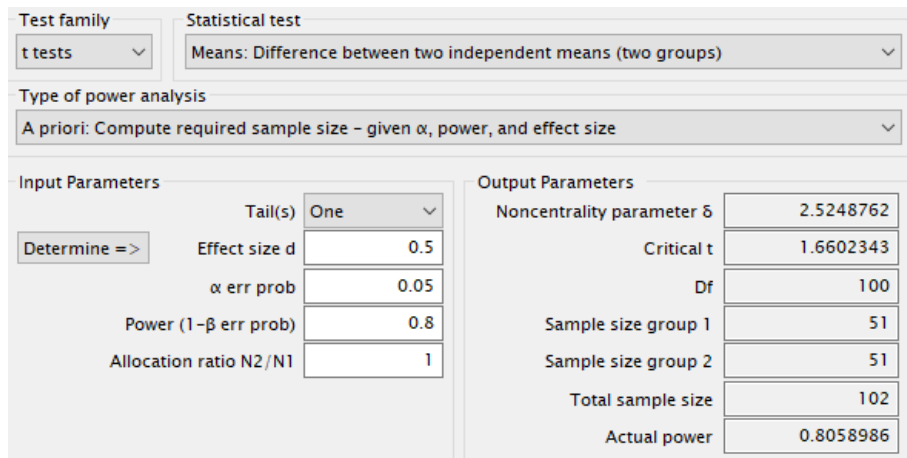 Test family
Statistical test
t tests
Means: Difference between two independent means (two groups)
Type of power analysis
A priori: Compute required sample size – given α, power, and effect size
Input Parameters
Tail(s) One
Determine => Effect size d 0.5
α err prob 0.05
Power (1-β err prob) 0.8
Allocation ratio N2/N1 1
Output Parameters
Noncentrality parameter δ 2.5248762
Critical t 1.6602343
Df 100
Sample size group 1 51
Sample size group 2 51
Total sample size 102
Actual power 0.8058986